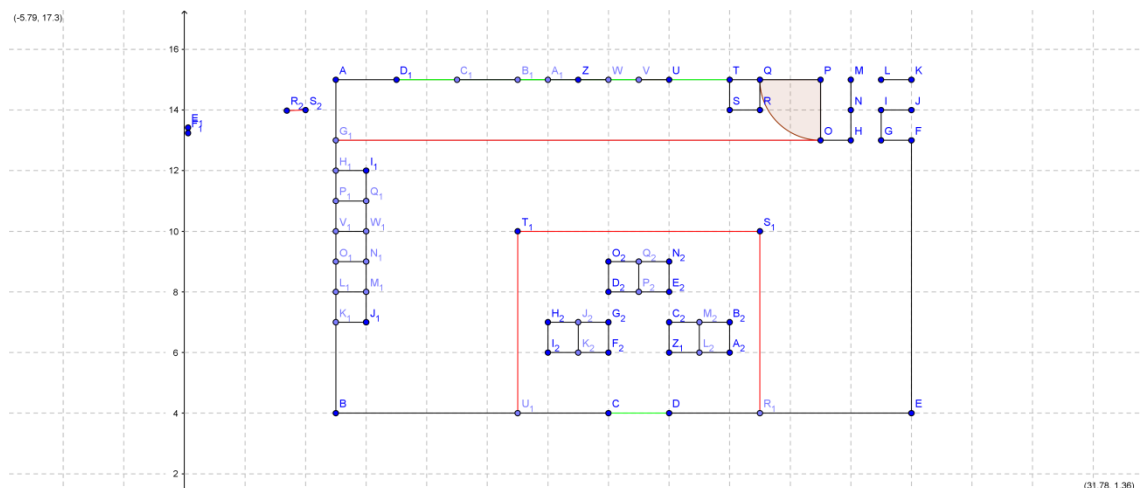 (-5.79, 17.3)
16
A D₁ C₁ B₁ A₁ Z W V U T Q P M L K
14
R₂ S₂ S R N I J
E₁
F₁
G₁ O H G F
12
H₁ I₁
P₁ Q₁
10
V₁ W₁ T₁ S₁
O₁ N₁ O₂ Q₂ N₂
8
L₁ M₁ D₂ P₂ E₂
K₁ J₁ H₂ J₂ G₂ C₂ M₂ B₂
6
I₂ K₂ F₂ Z₁ L₂ A₂
4
B U₁ C D R₁ E
2
(31.78, 1.36)